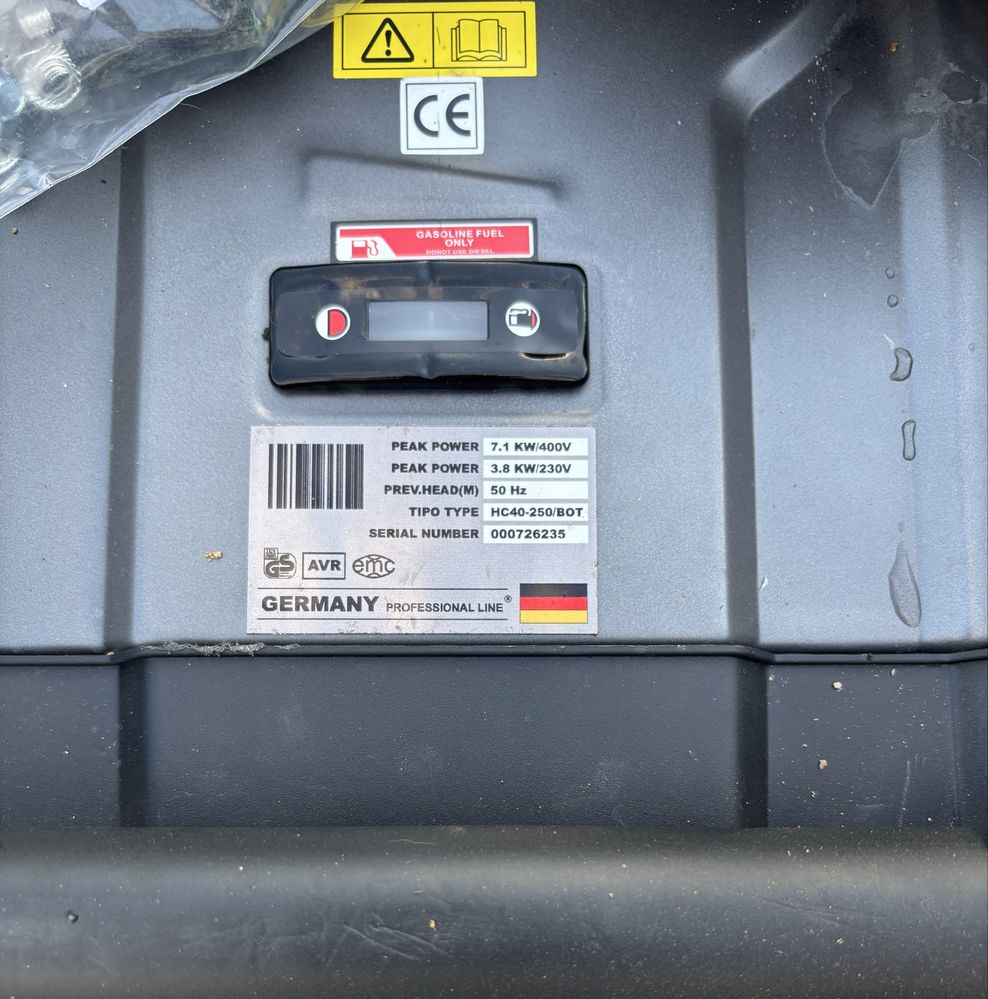 CE
GASOLINE FUEL
ONLY
DONOT USE DIESEL
PEAK POWER 7.1 KW/400V
PEAK POWER 3.8 KW/230V
PREV.HEAD(M) 50 Hz
TIPO TYPE HC40-250/BOT
SERIAL NUMBER 000726235
GS AVR emc
GERMANY PROFESSIONAL LINE®